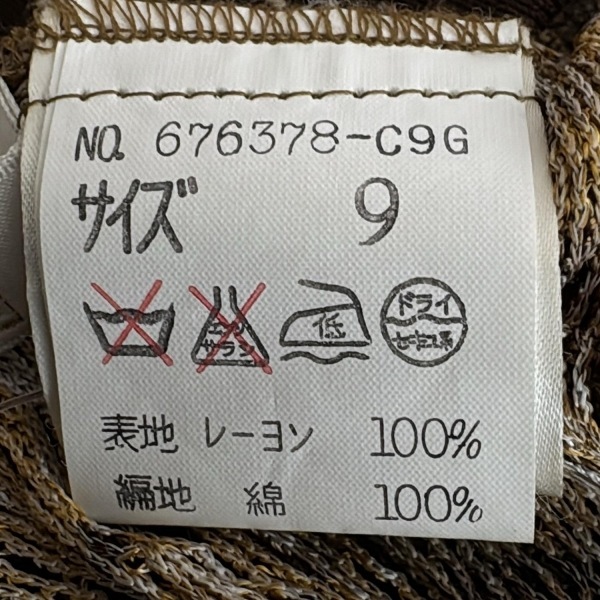 NO. 676378-C9G
サイズ 9
エンソ
サラシ
低
ドライ
セキユ系
表地 レーヨン 100%
編地 綿 100%